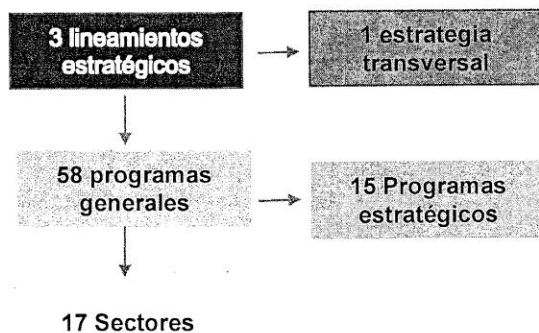 3 lineamientos
estratégicos
1 estrategia
transversal
58 programas
generales
15 Programas
estratégicos
17 Sectores